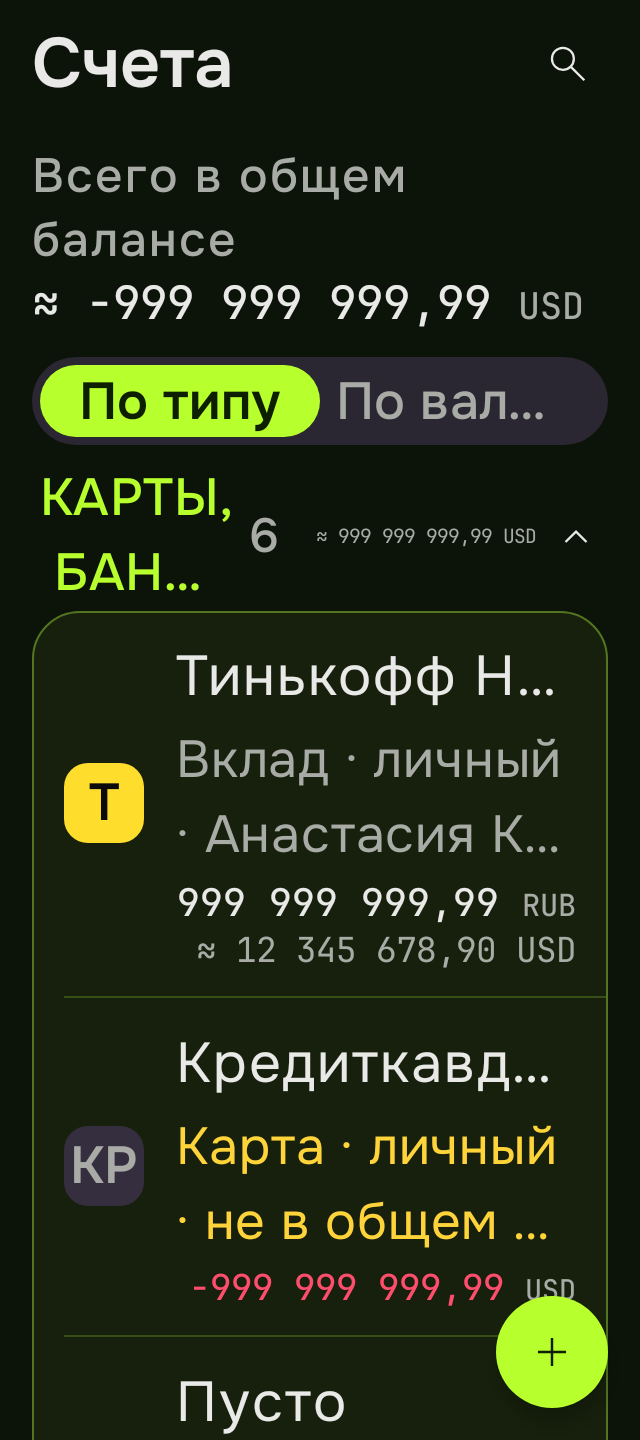 Счета
Всего в общем
балансе
≈ -999 999 999,99 USD
По типу По вал...
КАРТЫ,
БАН...
6 ≈ 999 999 999,99 USD
Тинькофф Н...
Вклад · личный
· Анастасия К...
Т
999 999 999,99 RUB
≈ 12 345 678,90 USD
Кредиткавд...
Карта · личный
· не в общем ...
КР
-999 999 999,99 USD
Пусто